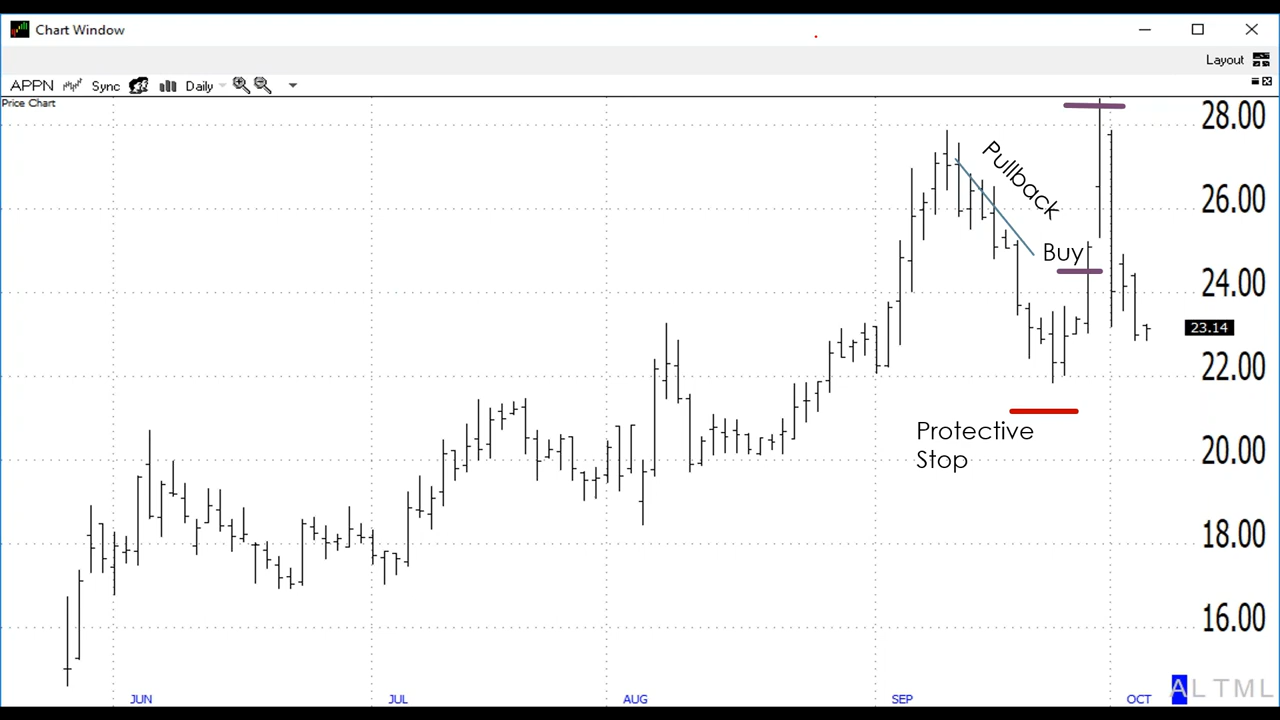 Chart Window
Layout
APPN Sync Daily
Price Chart
28.00
Pullback
26.00
Buy
24.00
23.14
22.00
Protective
Stop
20.00
18.00
16.00
JUN JUL AUG SEP OCT
ALTML